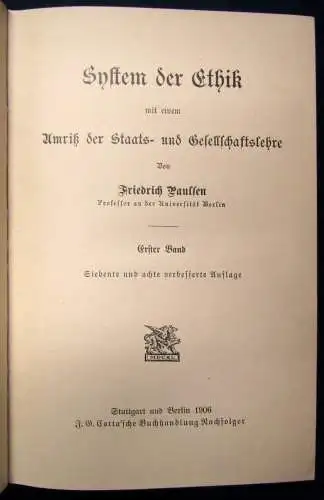 System der Ethik
mit einem
Umriß der Staats- und Gesellschaftslehre
Von
Friedrich Paulsen
Professor an der Universität Berlin
Erster Band
Siebente und achte verbesserte Auflage
Stuttgart und Berlin 1906
J. G. Cotta'sche Buchhandlung Nachfolger